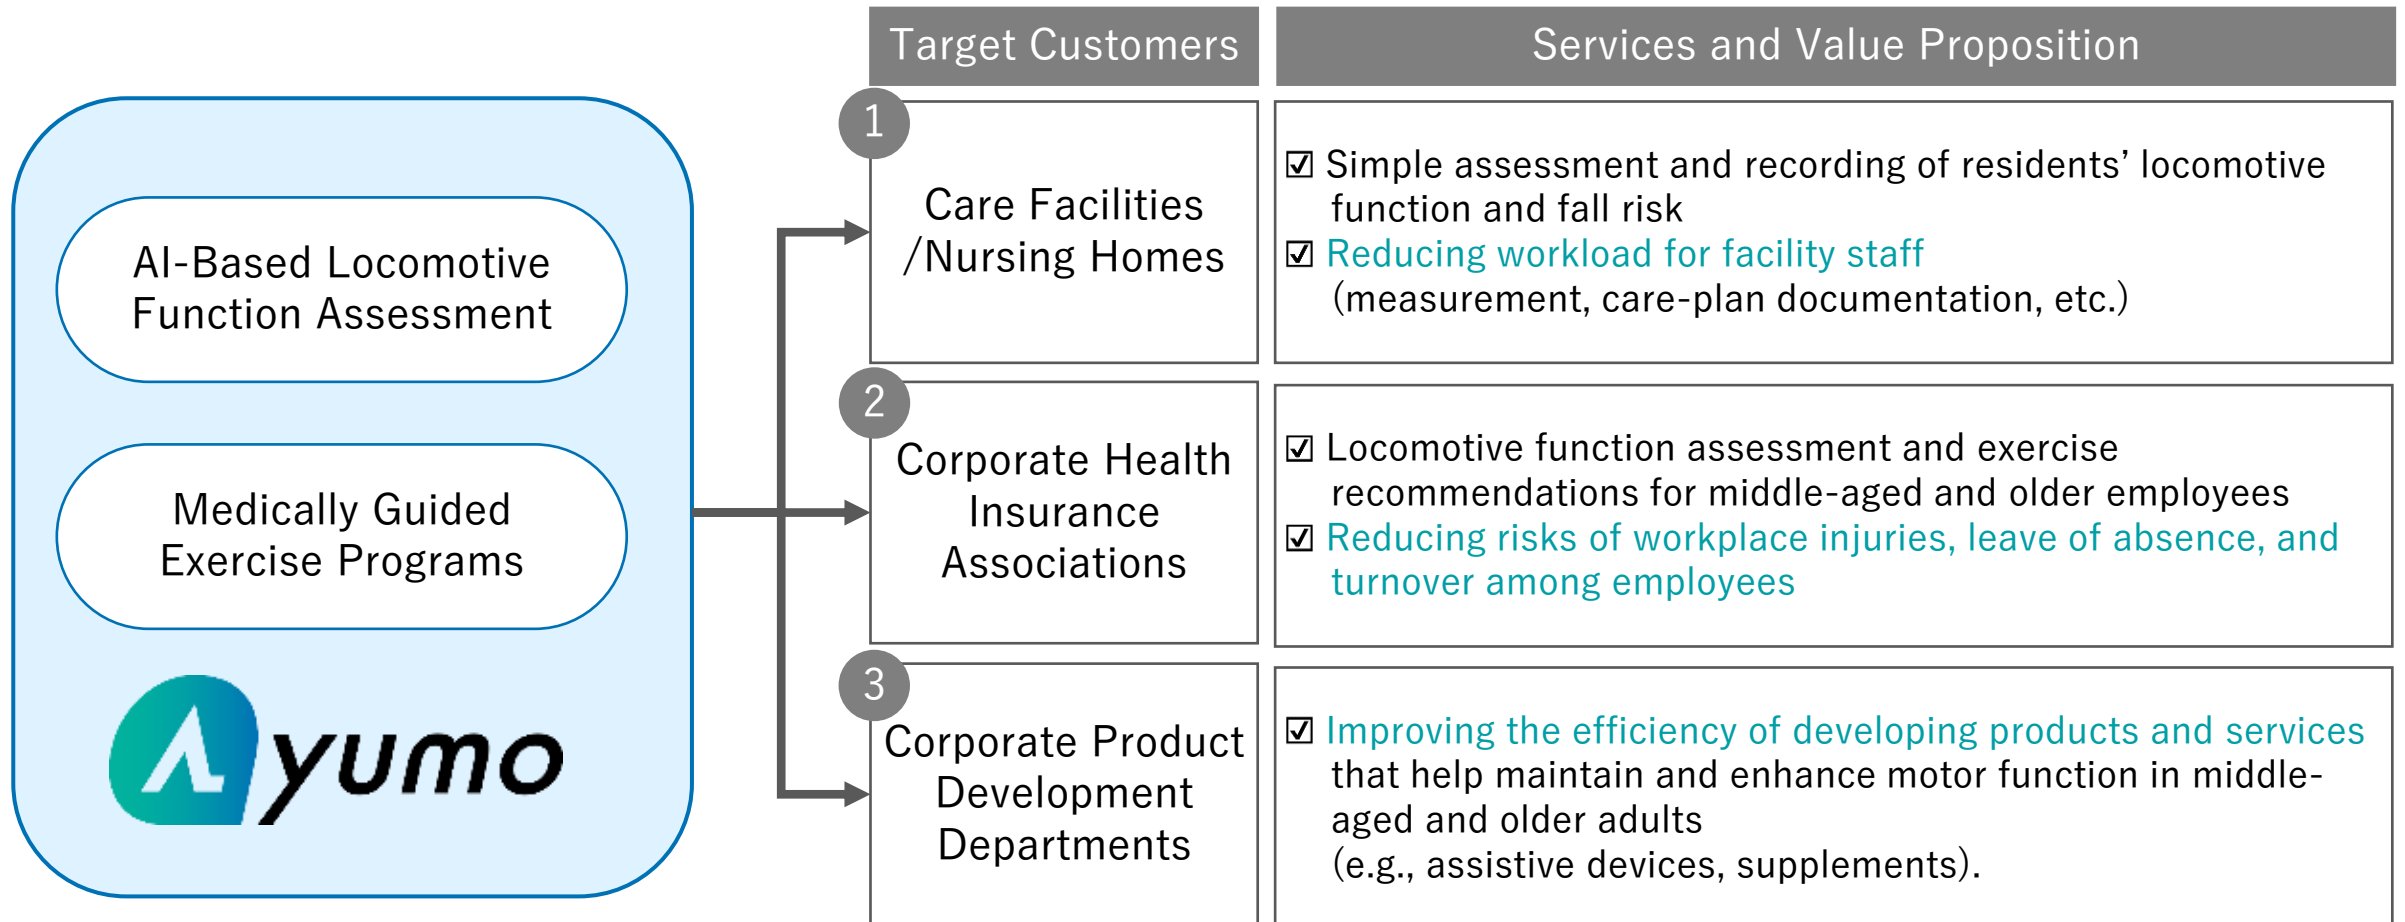 Target Customers
Services and Value Proposition
AI-Based Locomotive
Function Assessment
Medically Guided
Exercise Programs
Ayumo
1
Care Facilities
/Nursing Homes
☑ Simple assessment and recording of residents’ locomotive
function and fall risk
☑ Reducing workload for facility staff
(measurement, care-plan documentation, etc.)
2
Corporate Health
Insurance
Associations
☑ Locomotive function assessment and exercise
recommendations for middle-aged and older employees
☑ Reducing risks of workplace injuries, leave of absence, and
turnover among employees
3
Corporate Product
Development
Departments
☑ Improving the efficiency of developing products and services
that help maintain and enhance motor function in middle-
aged and older adults
(e.g., assistive devices, supplements).